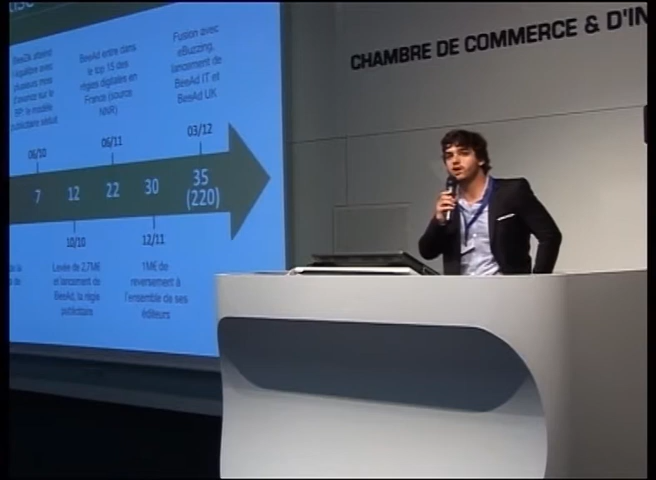 CHAMBRE DE COMMERCE & D'IN
BeeAd entre dans
le top 15 des
régies digitales en
France (source
NNR)
Fusion avec
eBuzzing,
lancement de
BeeAd IT et
BeeAd UK
06/10
06/11
03/12
7
12
22
30
35
(220)
10/10
12/11
Levée de 2,7M€
et lancement de
BeeAd, la régie
publicitaire
1M€ de
reversement à
l'ensemble de ses
éditeurs